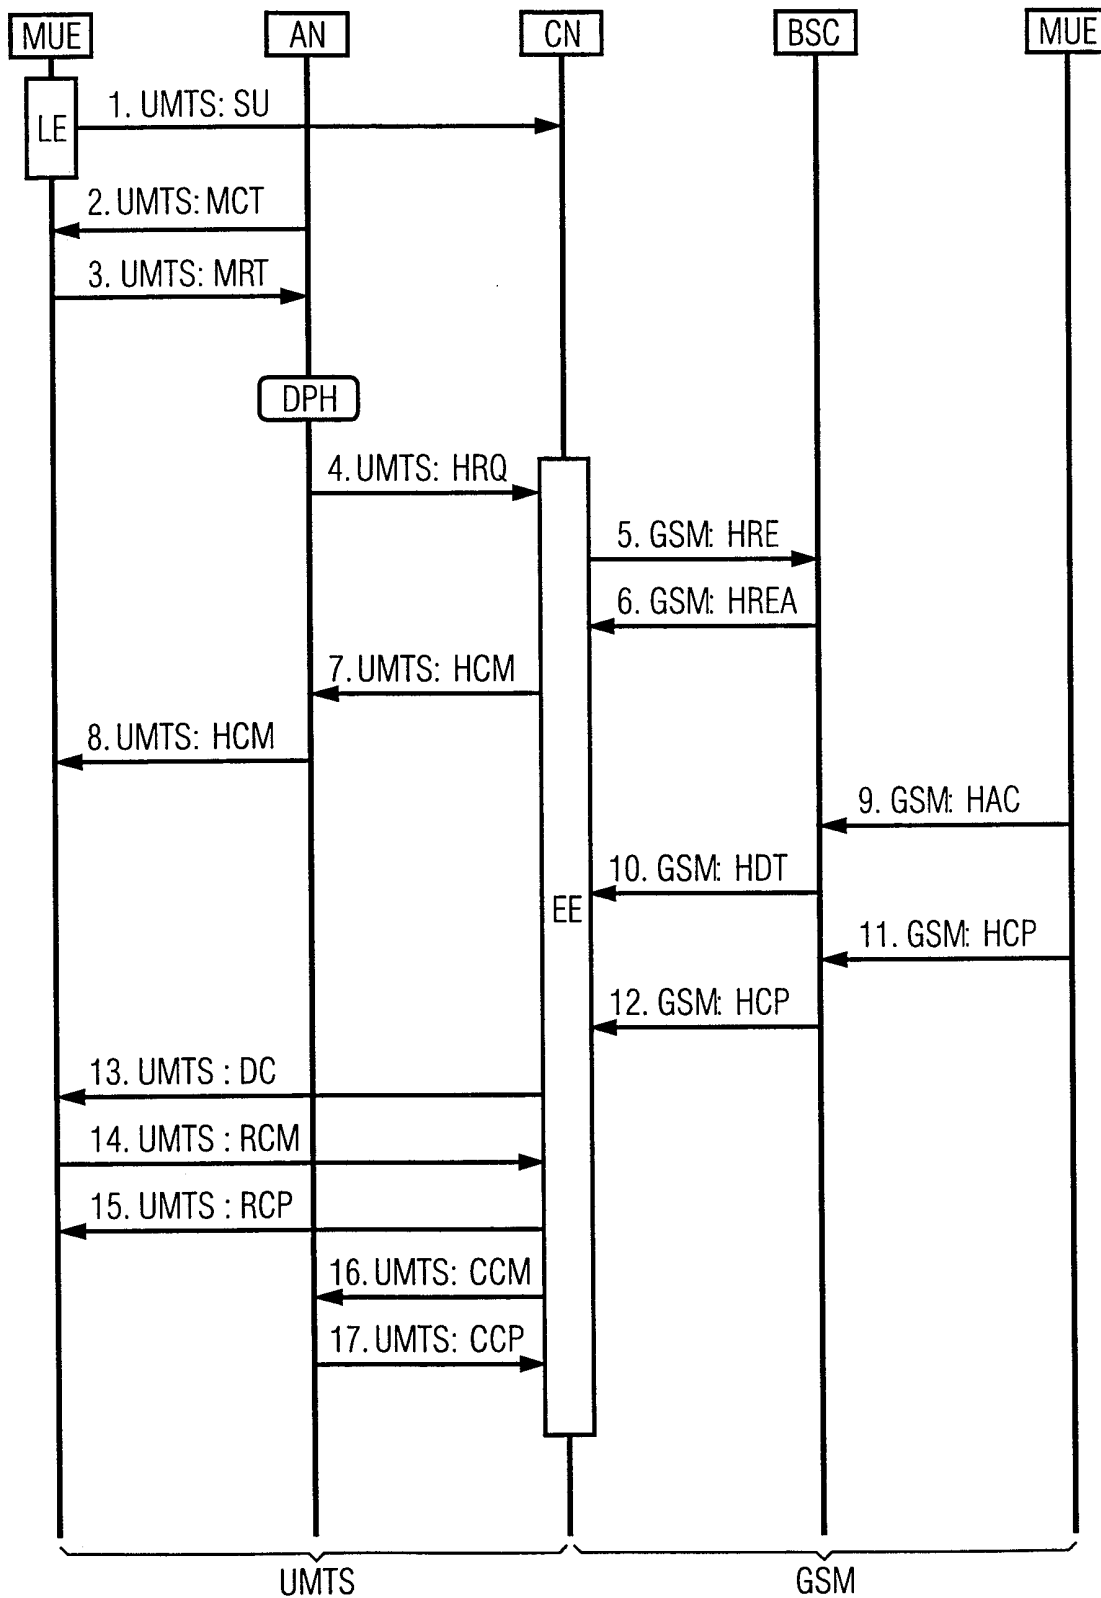 MUE AN CN BSC MUE
LE
1. UMTS: SU
2. UMTS: MCT
3. UMTS: MRT
DPH
4. UMTS: HRQ
5. GSM: HRE
6. GSM: HREA
7. UMTS: HCM
8. UMTS: HCM
9. GSM: HAC
10. GSM: HDT
EE
11. GSM: HCP
12. GSM: HCP
13. UMTS : DC
14. UMTS : RCM
15. UMTS : RCP
16. UMTS: CCM
17. UMTS: CCP
UMTS GSM